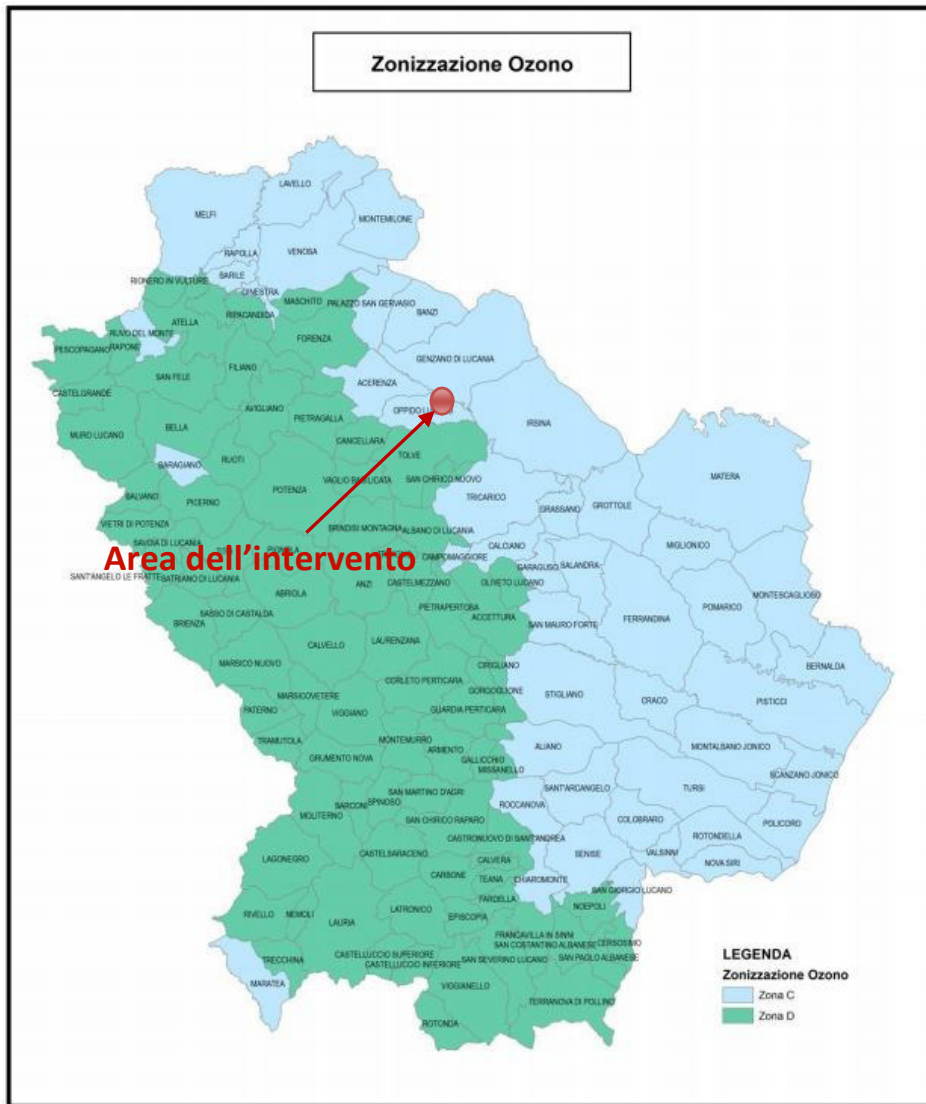 Zonizzazione Ozono
LAVELLO
MELFI
MONTEMILONE
VENOSA
RAPOLLA
BARILE
RIONERO IN VULTURE
GINESTRA
MASCHITO
PALAZZO SAN GERVASIO
RIPACANDIDA
BANZI
ATELLA
RUVO DEL MONTE
FORENZA
RAPONE
PESCOPAGANO
GENZANO DI LUCANIA
FILIANO
SAN FELE
ACERENZA
CASTELGRANDE
AVIGLIANO
OPPIDO
PIETRAGALLA
IRSINA
BELLA
MURO LUCANO
CANCELLARA
TOLVE
RUOTI
BARAGIANO
MATERA
VAGLIO BASILICATA
SAN CHIRICO NUOVO
POTENZA
BALVANO
TRICARICO
PICERNO
GRASSANO
GROTTOLE
VIETRI DI POTENZA
BRINDISI MONTAGNA
ALBANO DI LUCANIA
SAVOIA DI LUCANIA
CALCIANO
MIGLIONICO
Area dell'intervento
CAMPOMAGGIORE
GARAGUSO
SALANDRA
SANT'ANGELO LE FRATTE
SATRIANO DI LUCANIA
ANZI
CASTELMEZZANO
OLIVETO LUCANO
ABRIOLA
MONTESCAGLIOSO
PIETRAPERTOSA
POMARICO
SASSO DI CASTALDA
ACCETTURA
FERRANDINA
BRIENZA
SAN MAURO FORTE
CALVELLO
LAURENZANA
MARSICO NUOVO
CIRIGLIANO
BERNALDA
CORLETO PERTICARA
GORGOGLIONE
STIGLIANO
MARSICOVETERE
CRACO
PISTICCI
PATERNO
VIGGIANO
GUARDIA PERTICARA
TRAMUTOLA
MONTEMURRO
ARMENTO
ALIANO
MONTALBANO JONICO
GRUMENTO NOVA
GALLICCHIO
MISSANELLO
SCANZANO JONICO
SANT'ARCANGELO
TURSI
SAN MARTINO D'AGRI
SPINOSO
SARCONI
ROCCANOVA
MOLITERNO
SAN CHIRICO RAPARO
COLOBRARO
POLICORO
CASTRONUOVO DI SANT'ANDREA
ROTONDELLA
CASTELSARACENO
SENISE
VALSINNI
LAGONEGRO
CALVERA
NOVA SIRI
CARBONE
TEANA
CHIAROMONTE
SAN GIORGIO LUCANO
FARDELLA
NOEPOLI
LATRONICO
RIVELLO
NEMOLI
EPISCOPIA
LAURIA
FRANCAVILLA IN SINNI
SAN COSTANTINO ALBANESE
CERSOSIMO
CASTELLUCCIO SUPERIORE
TRECCHINA
SAN SEVERINO LUCANO
SAN PAOLO ALBANESE
CASTELLUCCIO INFERIORE
MARATEA
VIGGIANELLO
TERRANOVA DI POLLINO
ROTONDA
LEGENDA
Zonizzazione Ozono
Zona C
Zona D